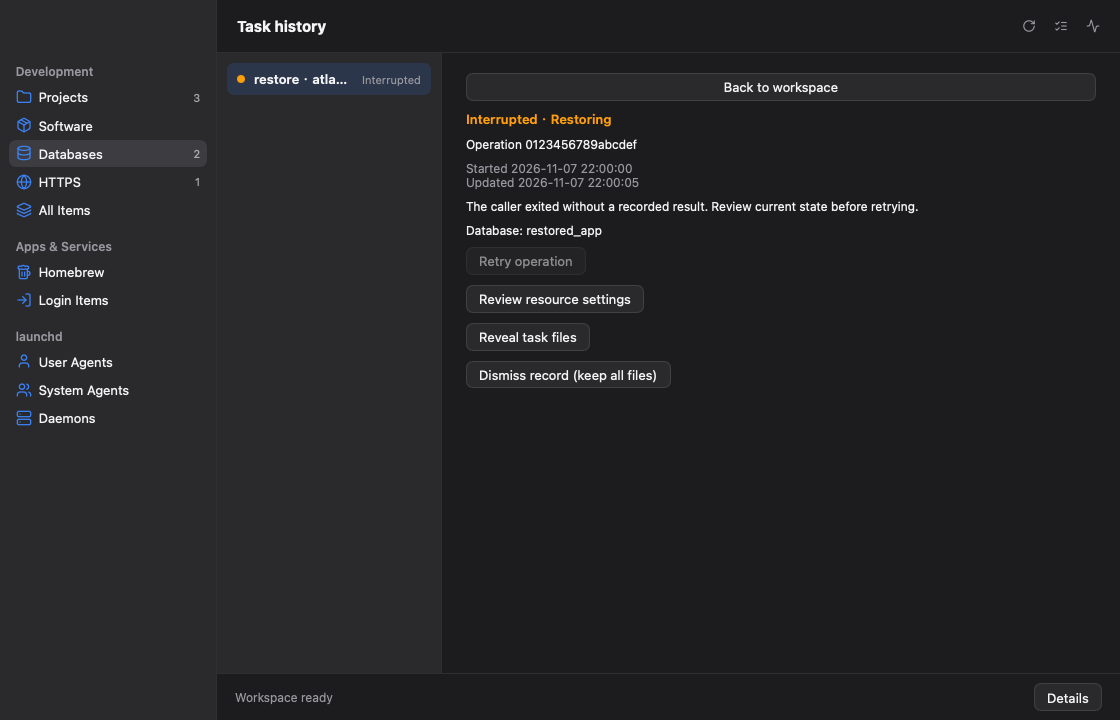 Task history
Development
Projects 3
Software
Databases 2
HTTPS 1
All Items
Apps & Services
Homebrew
Login Items
launchd
User Agents
System Agents
Daemons
restore · atla... Interrupted
Back to workspace
Interrupted · Restoring
Operation 0123456789abcdef
Started 2026-11-07 22:00:00
Updated 2026-11-07 22:00:05
The caller exited without a recorded result. Review current state before retrying.
Database: restored_app
Retry operation
Review resource settings
Reveal task files
Dismiss record (keep all files)
Workspace ready
Details